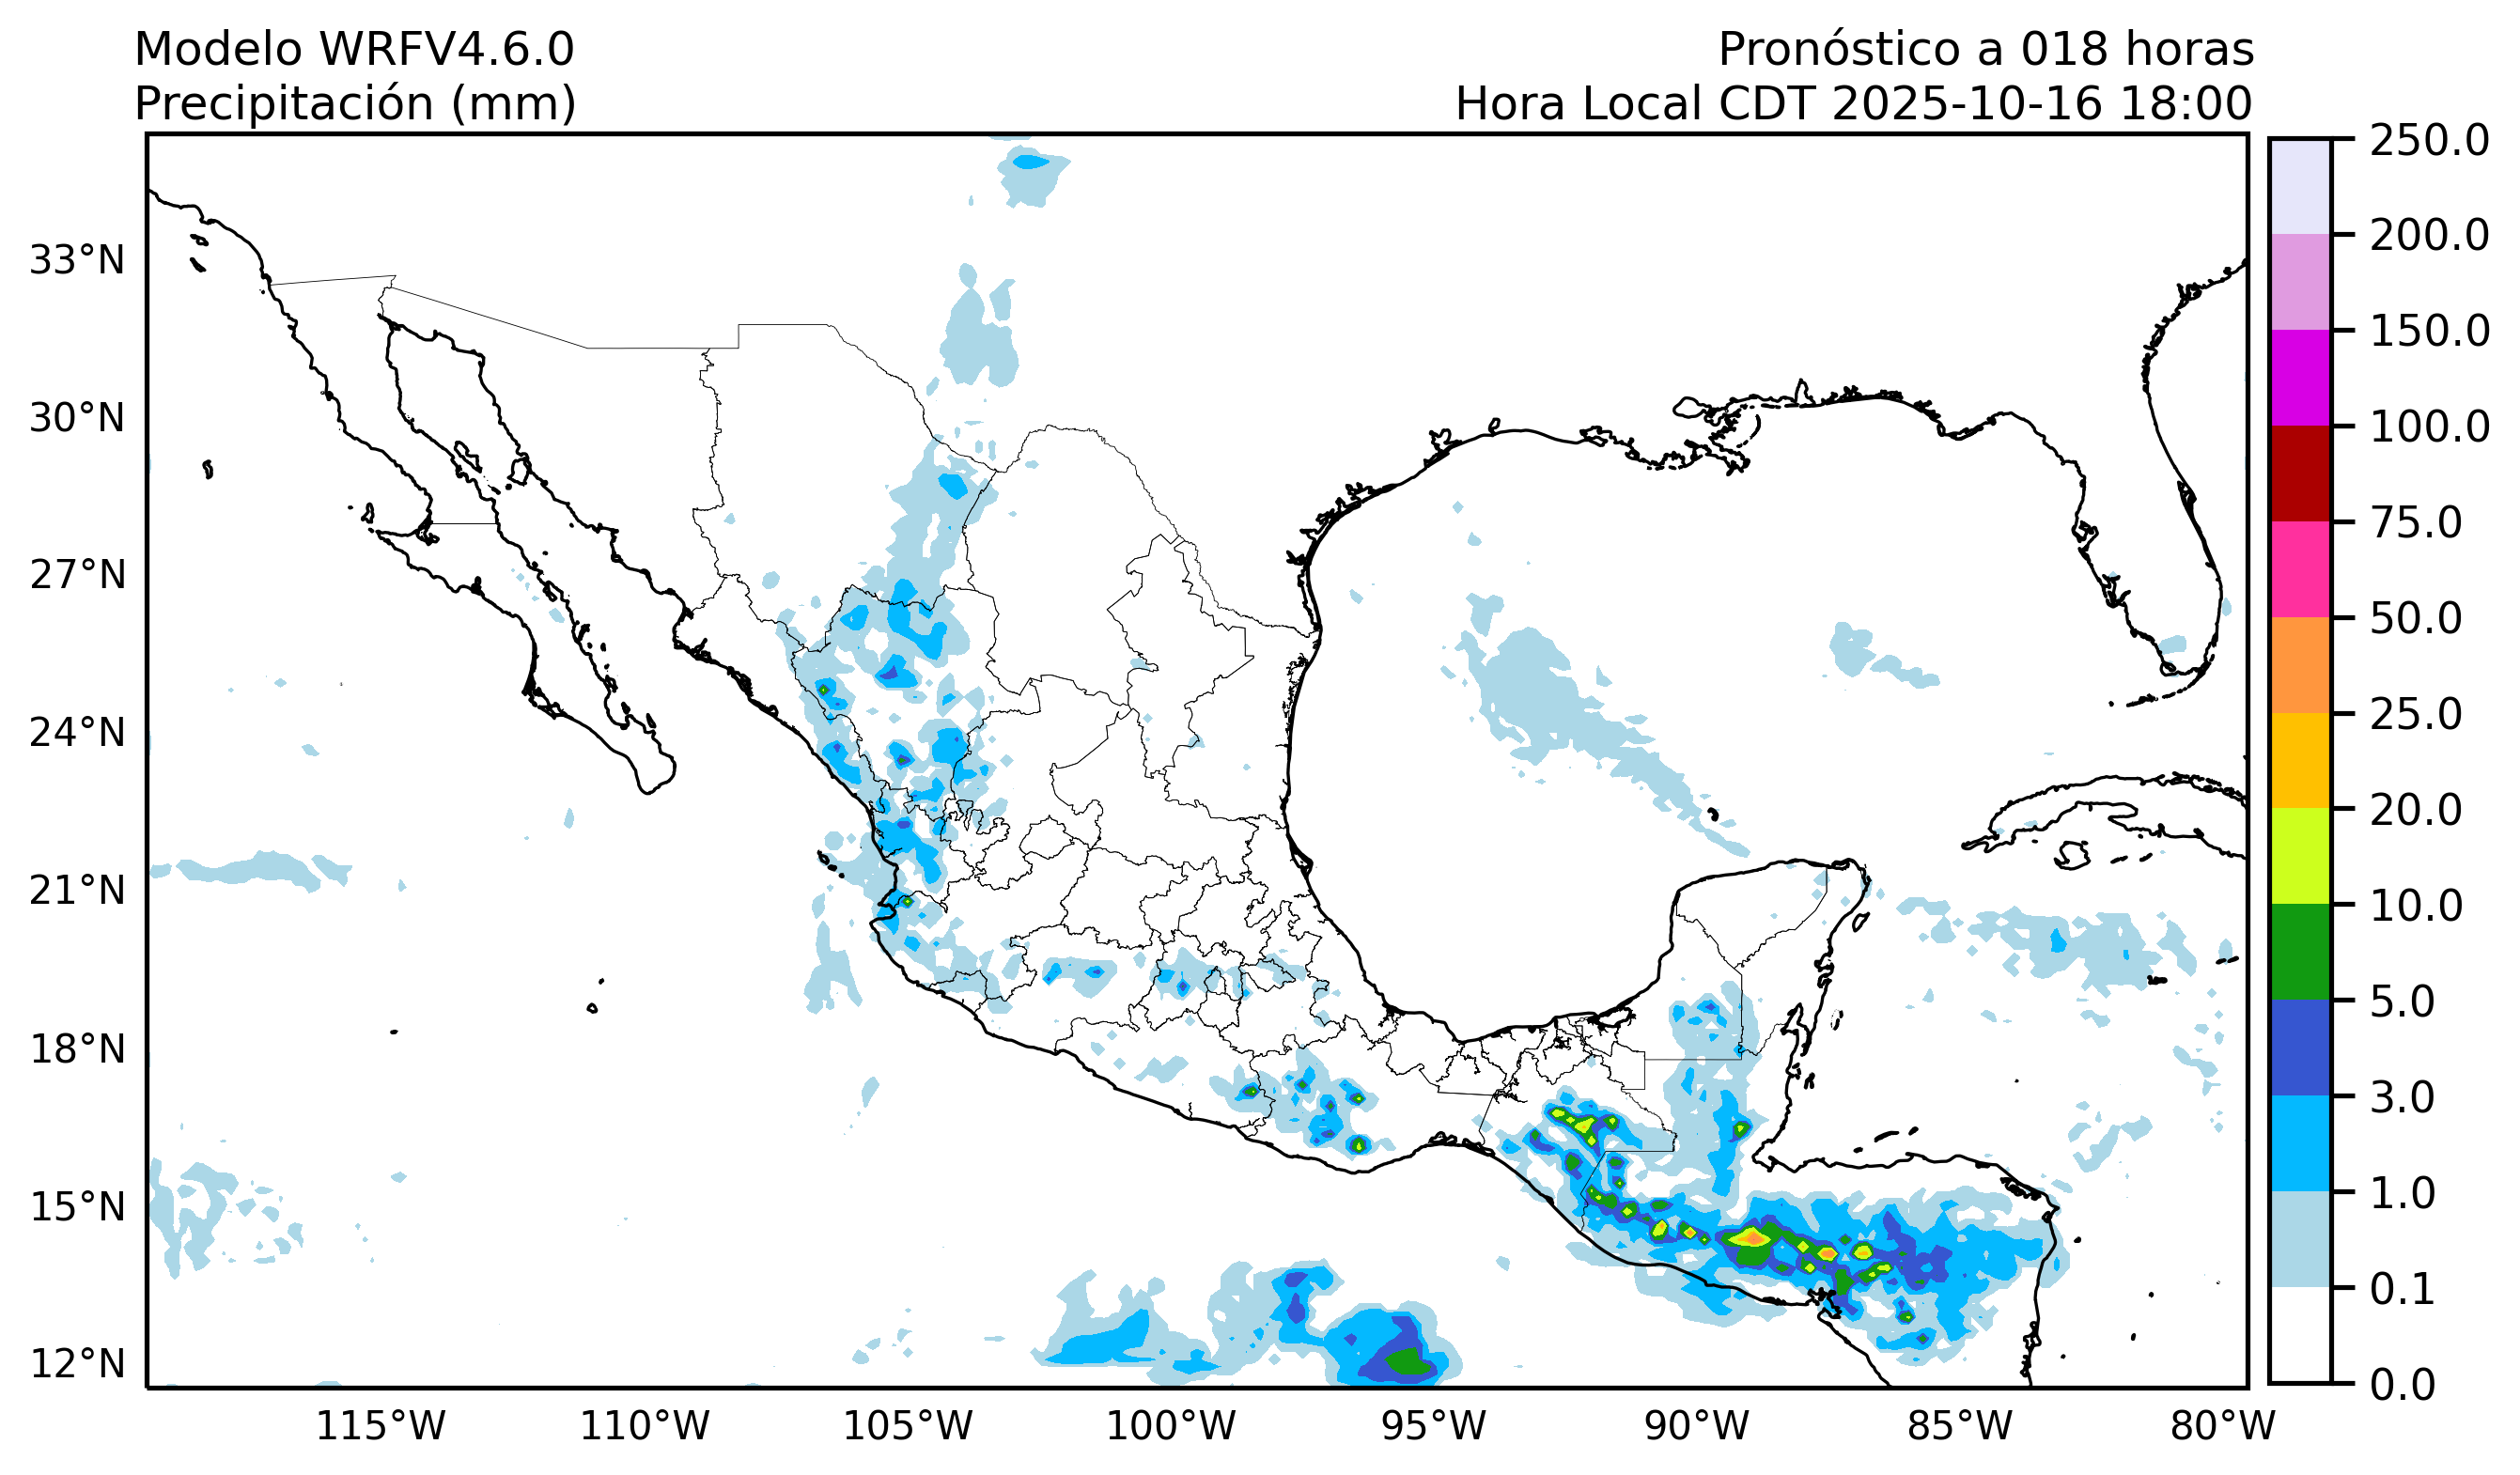 Modelo WRFV4.6.0
Precipitación (mm)
Pronóstico a 018 horas
Hora Local CDT 2025-10-16 18:00
33°N
30°N
27°N
24°N
21°N
18°N
15°N
12°N
115°W
110°W
105°W
100°W
95°W
90°W
85°W
80°W
250.0
200.0
150.0
100.0
75.0
50.0
25.0
20.0
10.0
5.0
3.0
1.0
0.1
0.0